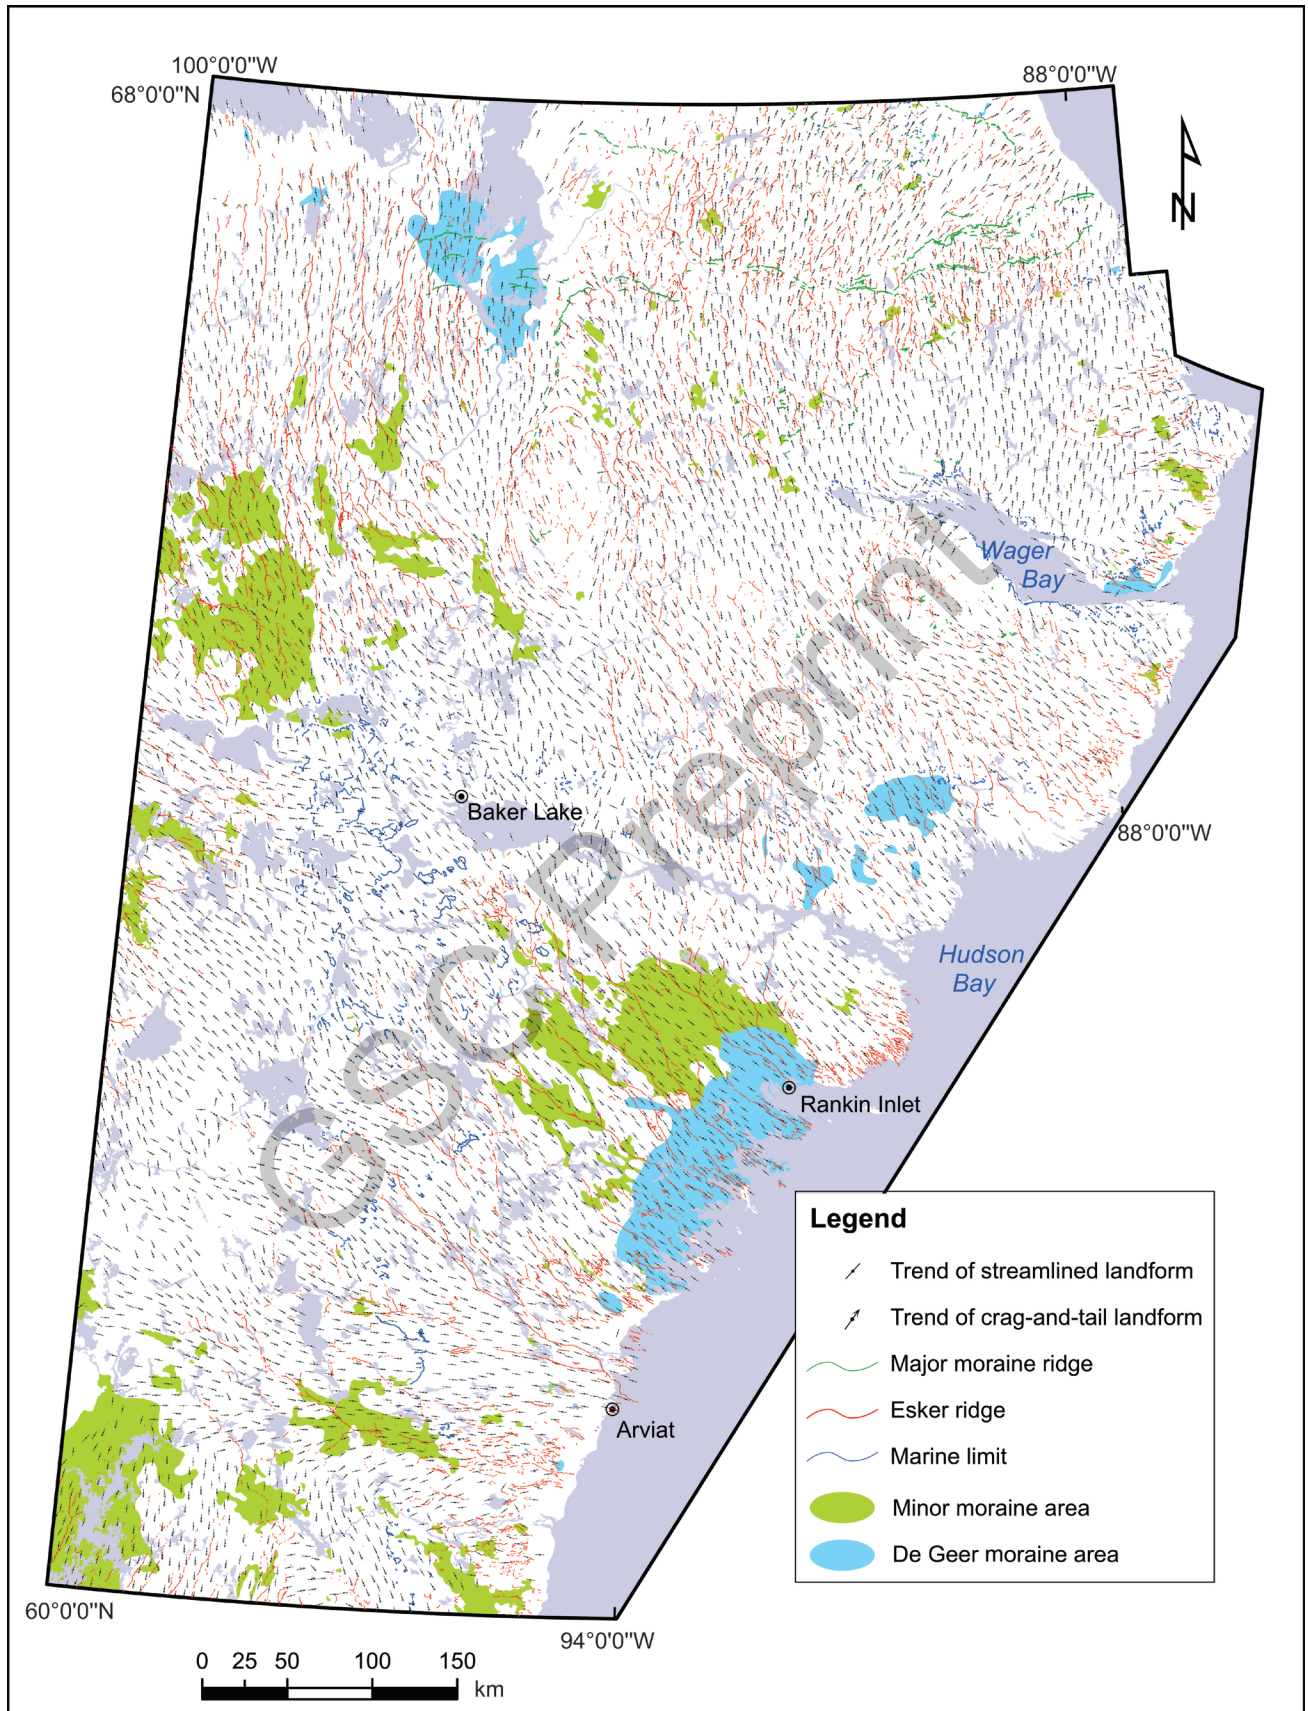 100°0'0"W
88°0'0"W
68°0'0"N
N
Wager
Bay
Baker Lake
88°0'0"W
Hudson
Bay
Rankin Inlet
GSC Preprint
Legend
Trend of streamlined landform
Trend of crag-and-tail landform
Major moraine ridge
Esker ridge
Marine limit
Minor moraine area
De Geer moraine area
Arviat
60°0'0"N
94°0'0"W
0 25 50 100 150
km